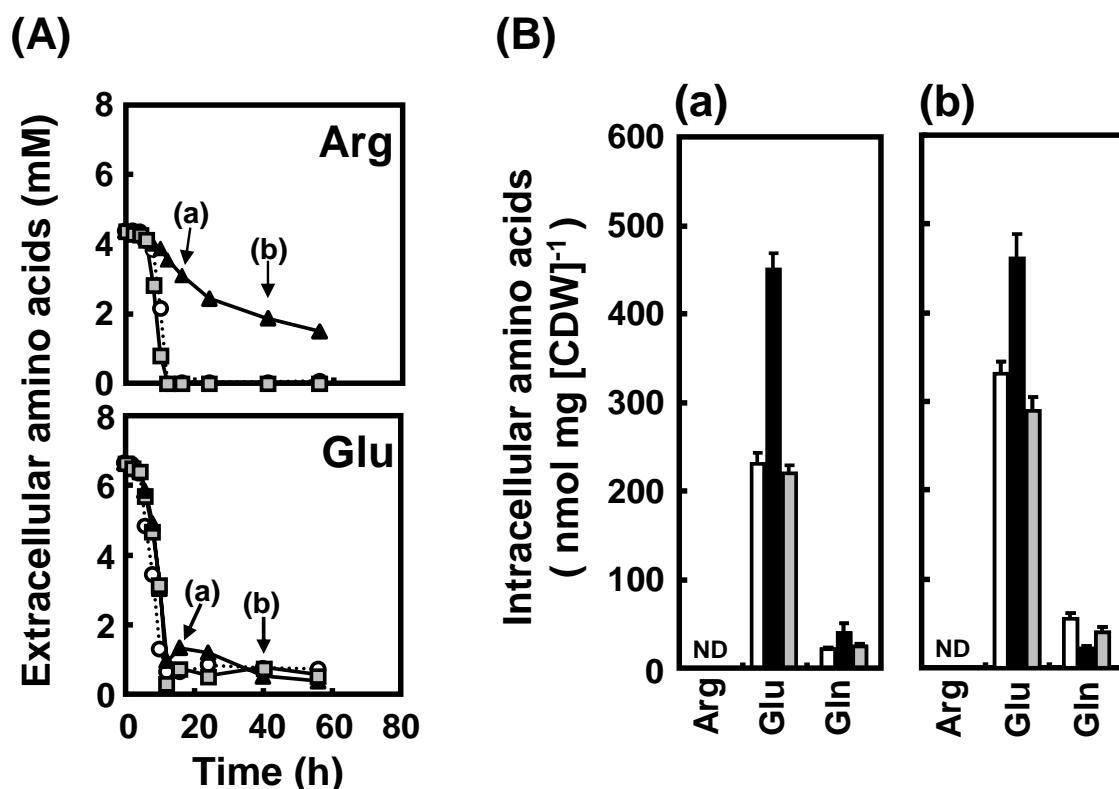 (A)
Extracellular amino acids (mM)
8
6
4
2
0
Arg
(a)
(b)
8
6
4
2
0
Glu
(a)
(b)
0
20
40
60
80
Time (h)
(B)
Intracellular amino acids
( nmol mg [CDW]-1 )
(a)
600
500
400
300
200
100
0
ND
Arg
Glu
Gln
(b)
ND
Arg
Glu
Gln